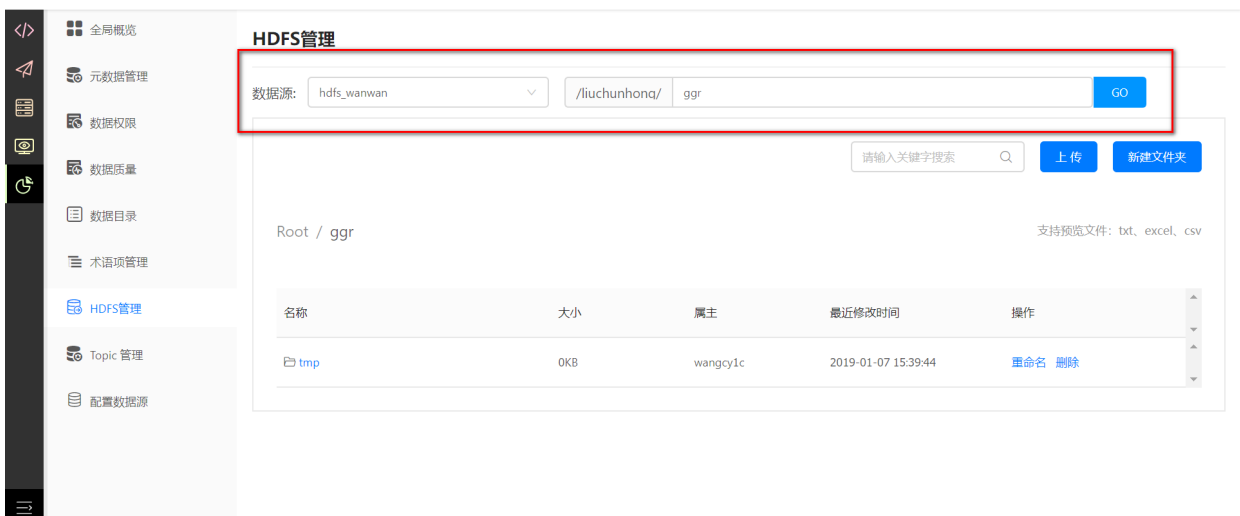 全局概览
元数据管理
数据权限
数据质量
数据目录
术语项管理
HDFS管理
Topic 管理
配置数据源
HDFS管理
数据源: hdfs_wanwan /liuchunhong/ ggr GO
请输入关键字搜索 上 传 新建文件夹
Root / ggr 支持预览文件：txt、excel、csv
名称 大小 属主 最近修改时间 操作
tmp 0KB wangcy1c 2019-01-07 15:39:44 重命名 删除